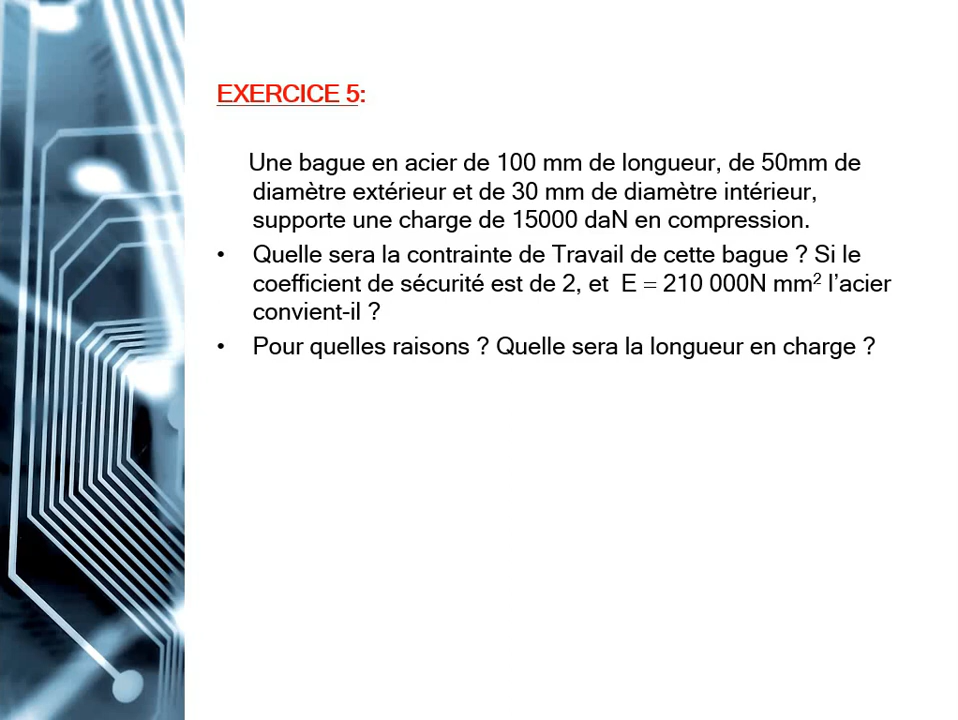 EXERCICE 5:
Une bague en acier de 100 mm de longueur, de 50mm de
diamètre extérieur et de 30 mm de diamètre intérieur,
supporte une charge de 15000 daN en compression.
• Quelle sera la contrainte de Travail de cette bague ? Si le
coefficient de sécurité est de 2, et E = 210 000N mm² l’acier
convient-il ?
• Pour quelles raisons ? Quelle sera la longueur en charge ?